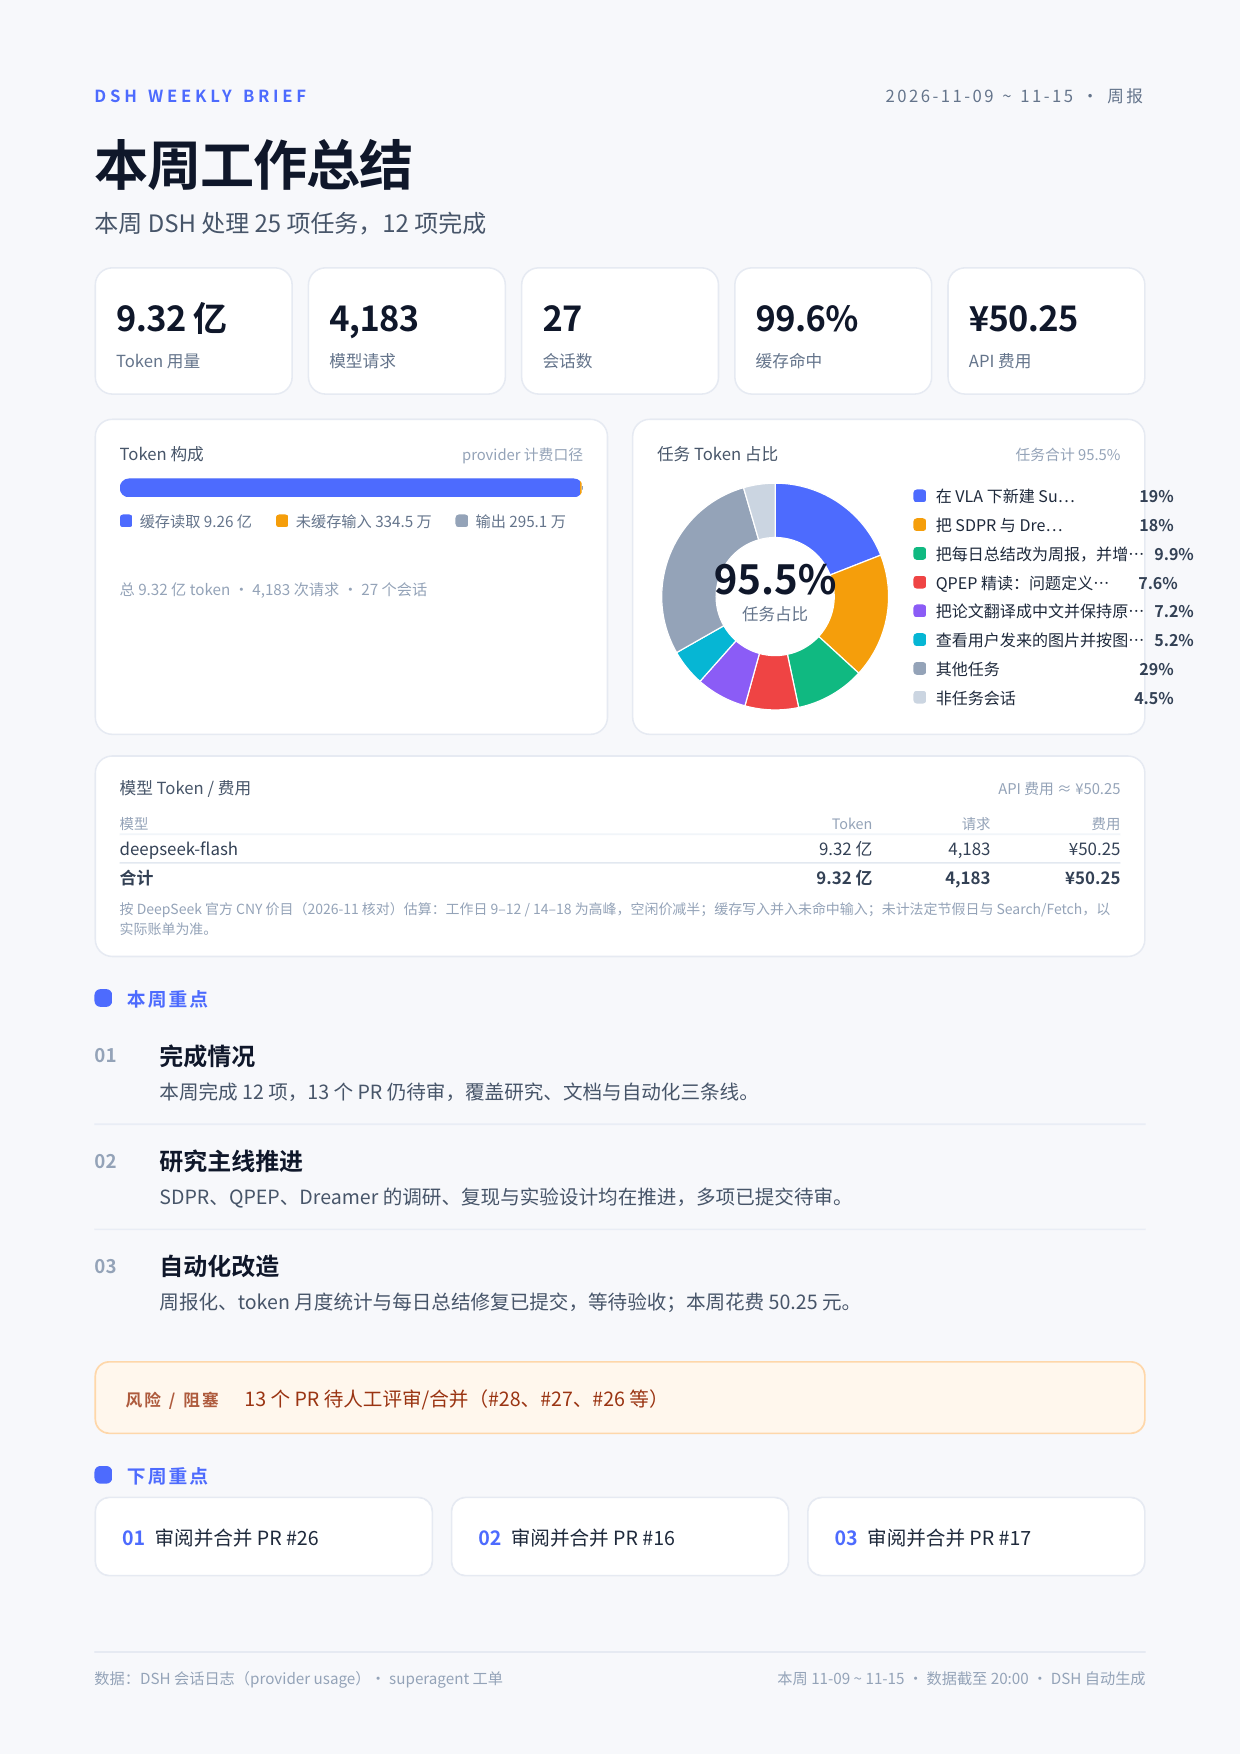 DSH WEEKLY BRIEF
2026-11-09 ~ 11-15 · 周报
本周工作总结
本周 DSH 处理 25 项任务，12 项完成
9.32 亿
Token 用量
4,183
模型请求
27
会话数
99.6%
缓存命中
¥50.25
API 费用
Token 构成
provider 计费口径
缓存读取 9.26 亿
未缓存输入 334.5 万
输出 295.1 万
总 9.32 亿 token · 4,183 次请求 · 27 个会话
任务 Token 占比
任务合计 95.5%
95.5%
任务占比
在 VLA 下新建 Su… 19%
把 SDPR 与 Dre… 18%
把每日总结改为周报，并增… 9.9%
QPEP 精读：问题定义… 7.6%
把论文翻译成中文并保持原… 7.2%
查看用户发来的图片并按图… 5.2%
其他任务 29%
非任务会话 4.5%
模型 Token / 费用
API 费用 ≈ ¥50.25
模型 Token 请求 费用
deepseek-flash 9.32 亿 4,183 ¥50.25
合计 9.32 亿 4,183 ¥50.25
按 DeepSeek 官方 CNY 价目（2026-11 核对）估算：工作日 9–12 / 14–18 为高峰，空闲价减半；缓存写入并入未命中输入；未计法定节假日与 Search/Fetch，以
实际账单为准。
本周重点
01 完成情况
本周完成 12 项，13 个 PR 仍待审，覆盖研究、文档与自动化三条线。
02 研究主线推进
SDPR、QPEP、Dreamer 的调研、复现与实验设计均在推进，多项已提交待审。
03 自动化改造
周报化、token 月度统计与每日总结修复已提交，等待验收；本周花费 50.25 元。
风险 / 阻塞 13 个 PR 待人工评审/合并（#28、#27、#26 等）
下周重点
01 审阅并合并 PR #26
02 审阅并合并 PR #16
03 审阅并合并 PR #17
数据：DSH 会话日志（provider usage）· superagent 工单
本周 11-09 ~ 11-15 · 数据截至 20:00 · DSH 自动生成